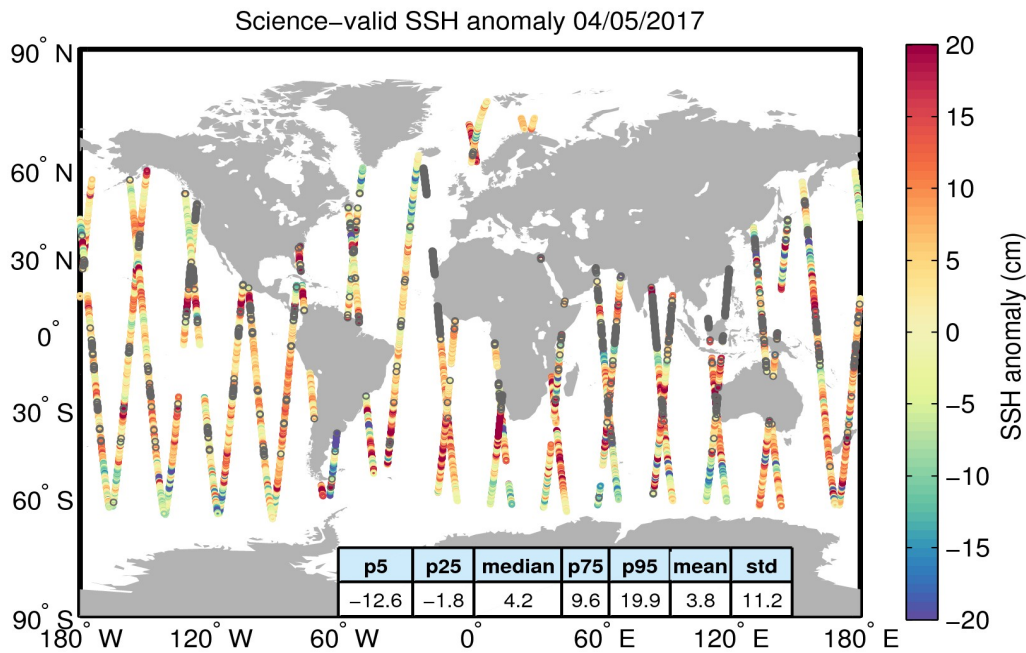 Science−valid SSH anomaly 04/05/2017
90° N
60° N
30° N
0°
30° S
60° S
90° S
180° W
120° W
60° W
0°
60° E
120° E
180° E
p5 p25 median p75 p95 mean std
−12.6 −1.8 4.2 9.6 19.9 3.8 11.2
20
15
10
5
0
−5
−10
−15
−20
SSH anomaly (cm)